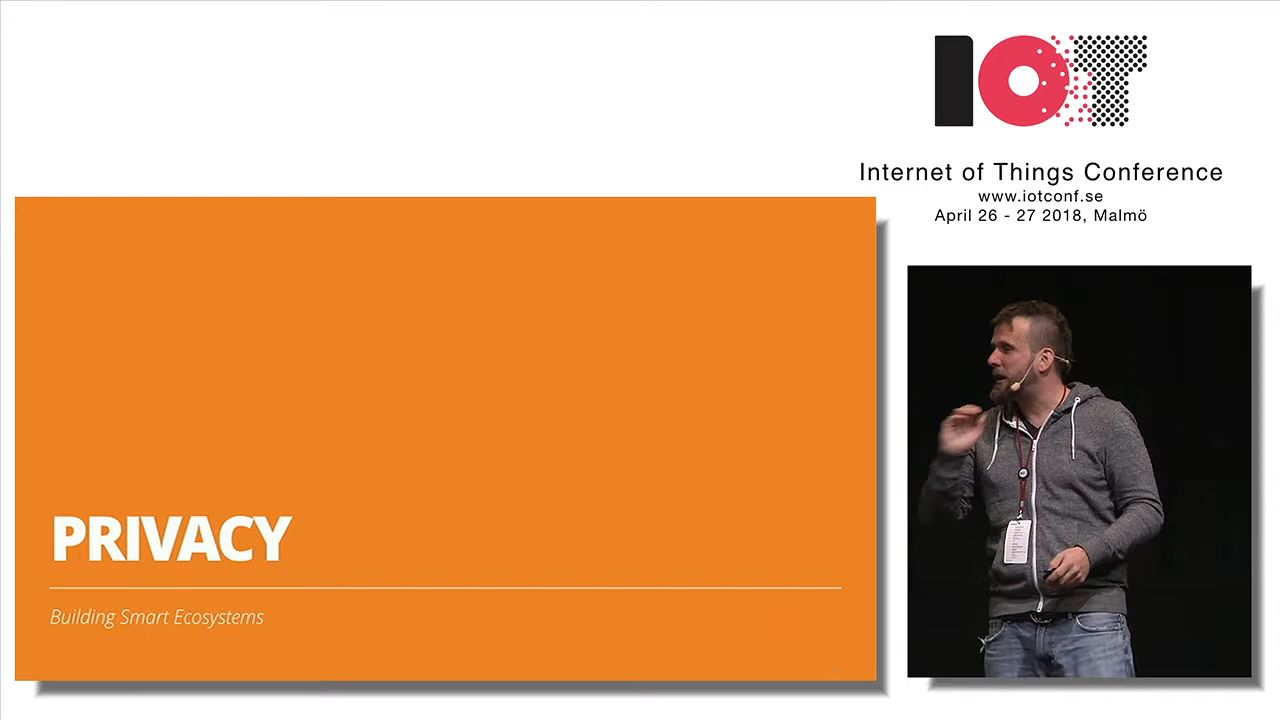 IOT
Internet of Things Conference
www.iotconf.se
April 26 - 27 2018, Malmö
PRIVACY
Building Smart Ecosystems